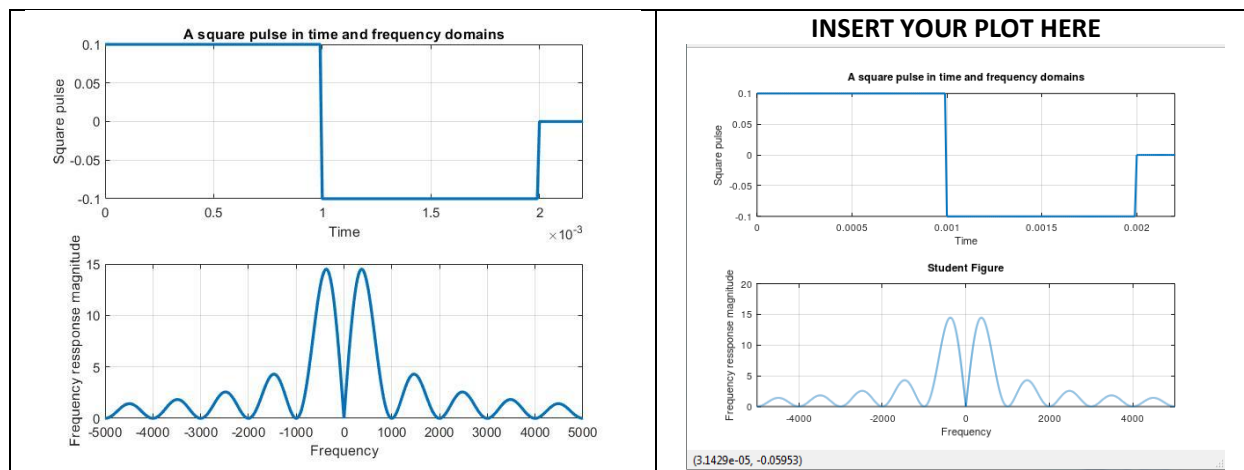 A square pulse in time and frequency domains
0.1
0.05
0
-0.05
-0.1
Square pulse
0 0.5 1 1.5 2
Time
×10⁻³
15
10
5
0
Frequency ressponse magnitude
-5000 -4000 -3000 -2000 -1000 0 1000 2000 3000 4000 5000
Frequency
INSERT YOUR PLOT HERE
A square pulse in time and frequency domains
0.1
0.05
0
-0.05
-0.1
Square pulse
0 0.0005 0.001 0.0015 0.002
Time
Student Figure
20
15
10
5
0
Frequency ressponse magnitude
-4000 -2000 0 2000 4000
Frequency
(3.1429e-05, -0.05953)